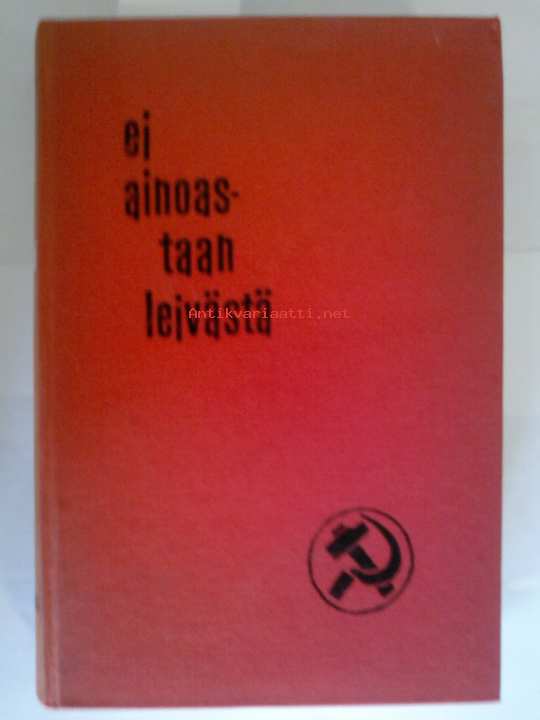 ei
ainoas-
taan
leivästä
Antikvariaatti.net